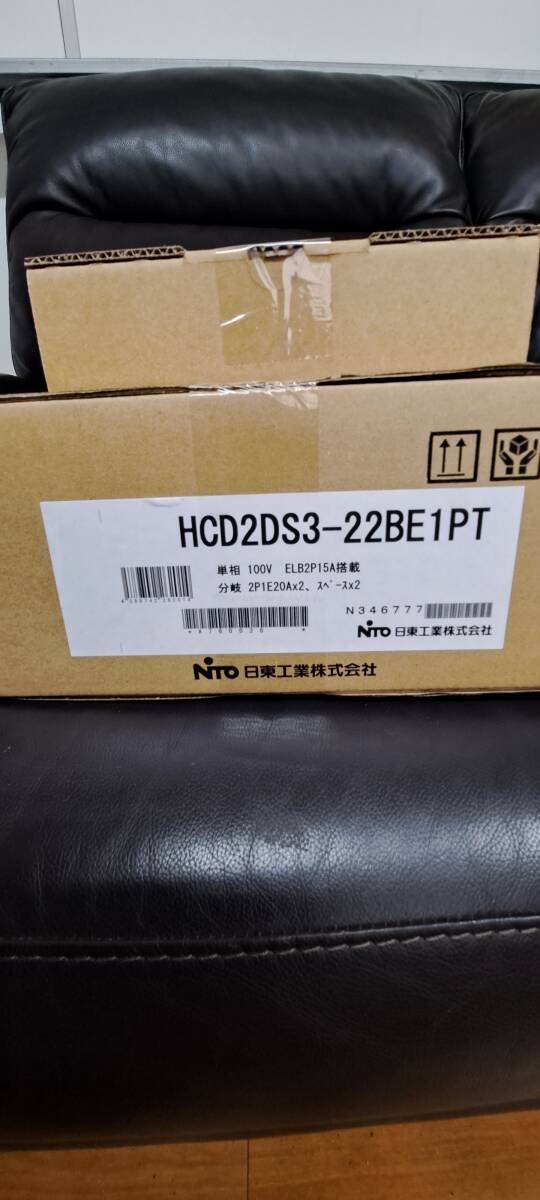 HCD2DS3-22BE1PT
単相 100V ELB2P15A搭載
分岐 2P1E20Ax2、スペースx2
N346777
NITO 日東工業株式会社
NITO 日東工業株式会社